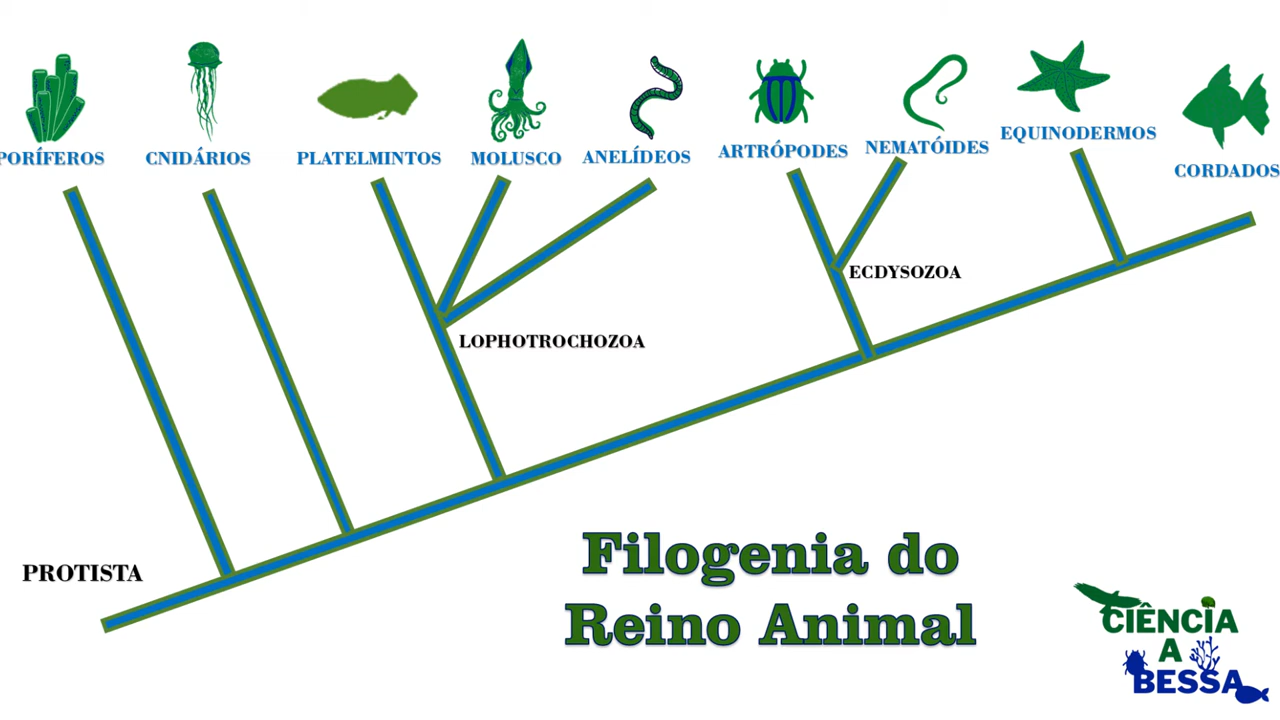 PORÍFEROS
CNIDÁRIOS
PLATELMINTOS
MOLUSCO
ANELÍDEOS
ARTRÓPODES
NEMATÓIDES
EQUINODERMOS
CORDADOS
ECDYSOZOA
LOPHOTROCHOZOA
PROTISTA
Filogenia do
Reino Animal
CIÊNCIA
A
BESSA